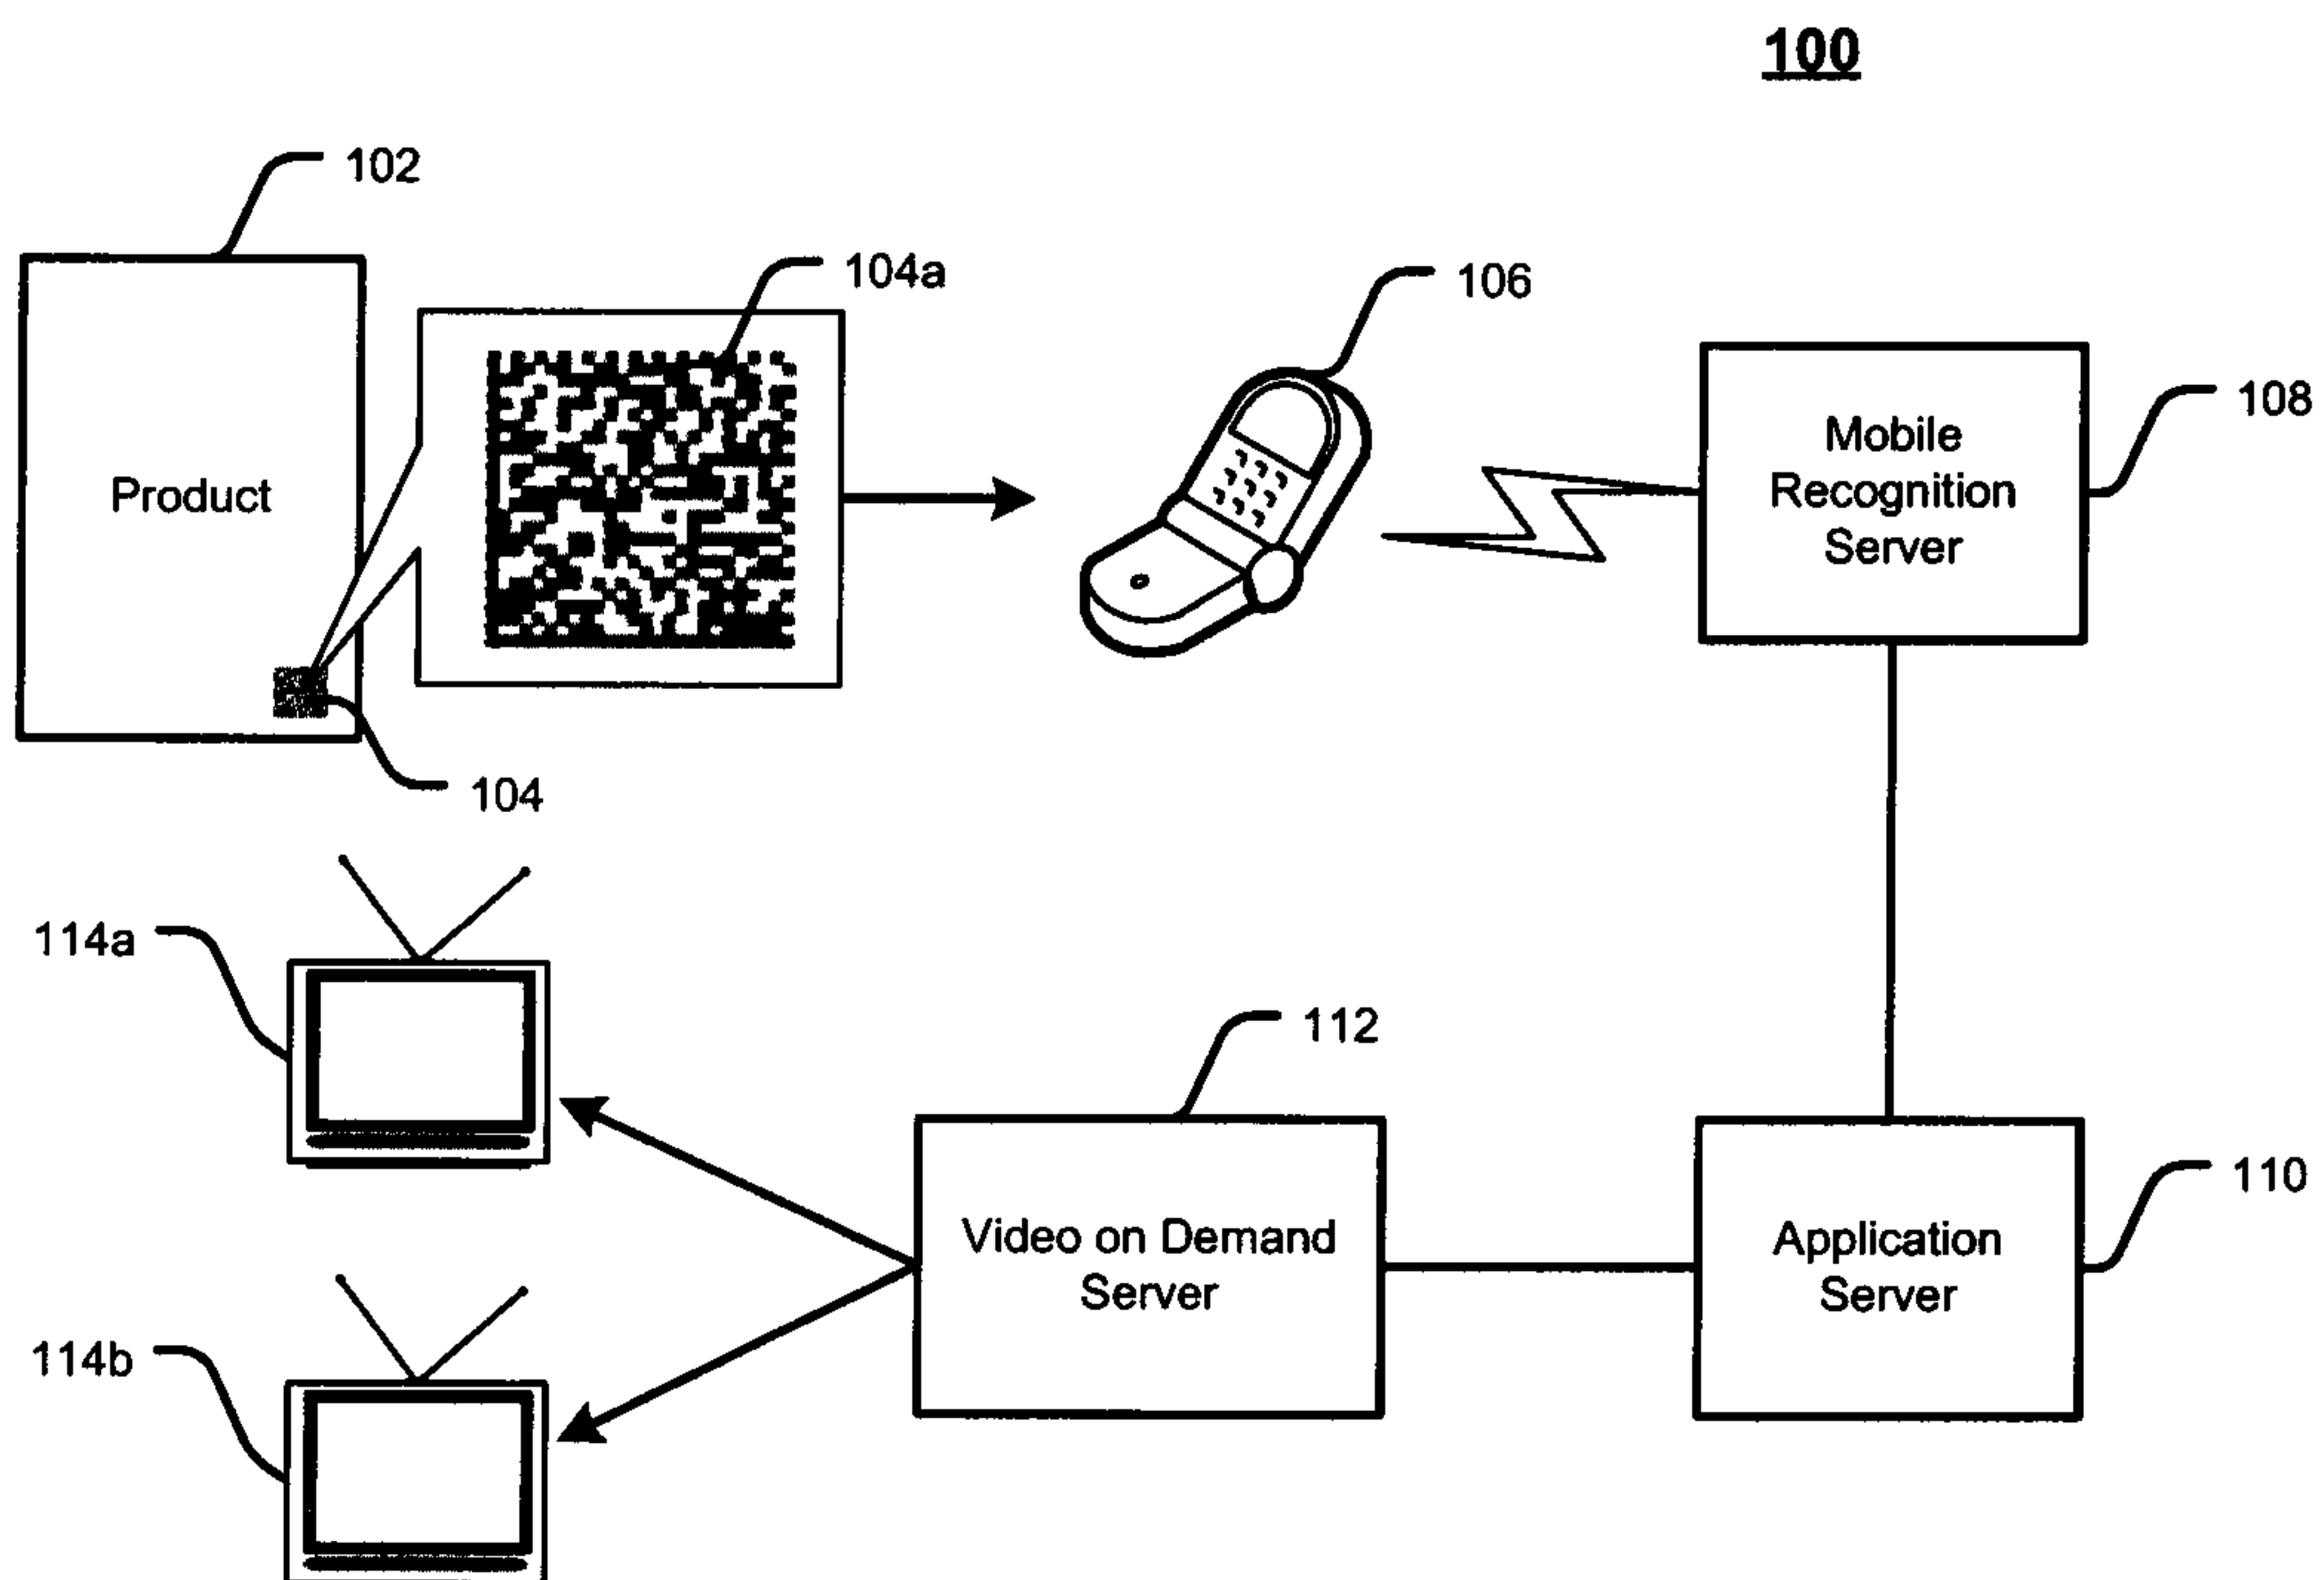 100
102
104a
106
108
Product
Mobile
Recognition
Server
104
114a
112
110
Video on Demand
Server
Application
Server
114b